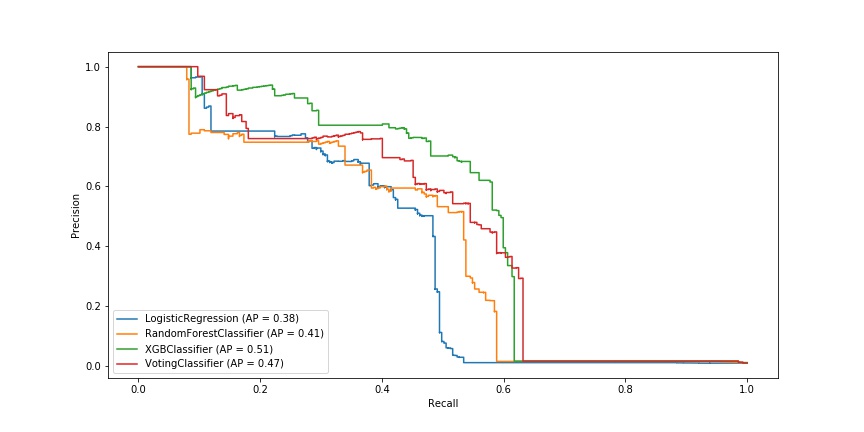 1.0
0.8
0.6
0.4
0.2
0.0
Precision
LogisticRegression (AP = 0.38)
RandomForestClassifier (AP = 0.41)
XGBClassifier (AP = 0.51)
VotingClassifier (AP = 0.47)
0.0 0.2 0.4 0.6 0.8 1.0
Recall